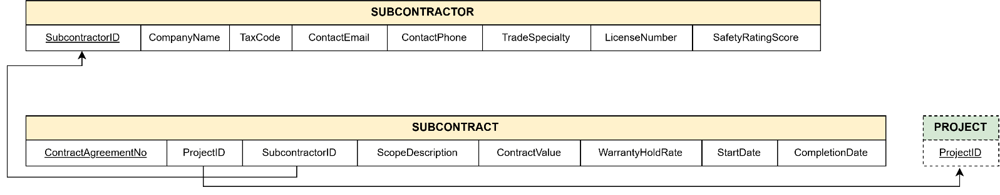 SUBCONTRACTOR
SubcontractorID CompanyName TaxCode ContactEmail ContactPhone TradeSpecialty LicenseNumber SafetyRatingScore
SUBCONTRACT
ContractAgreementNo ProjectID SubcontractorID ScopeDescription ContractValue WarrantyHoldRate StartDate CompletionDate
PROJECT
ProjectID